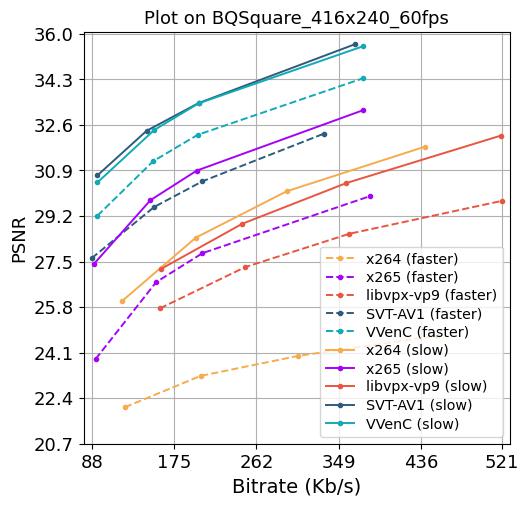 Plot on BQSquare_416x240_60fps
PSNR
36.0
34.3
32.6
30.9
29.2
27.5
25.8
24.1
22.4
20.7
x264 (faster)
x265 (faster)
libvpx-vp9 (faster)
SVT-AV1 (faster)
VVenC (faster)
x264 (slow)
x265 (slow)
libvpx-vp9 (slow)
SVT-AV1 (slow)
VVenC (slow)
88 175 262 349 436 521
Bitrate (Kb/s)